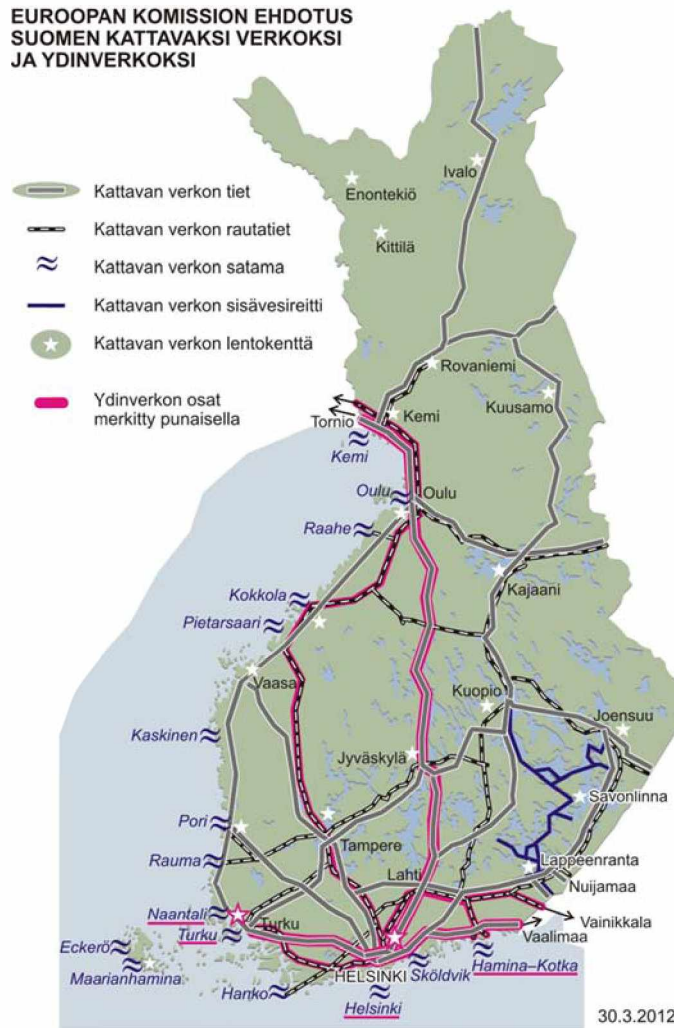 EUROOPAN KOMISSION EHDOTUS
SUOMEN KATTAVAKSI VERKOKSI
JA YDINVERKOKSI
Kattavan verkon tiet
Kattavan verkon rautatiet
Kattavan verkon satama
Kattavan verkon sisävesireitti
Kattavan verkon lentokenttä
Ydinverkon osat
merkitty punaisella
Ivalo
Enontekiö
Kittilä
Rovaniemi
Kuusamo
Kemi
Tornio
Kemi
Oulu
Oulu
Raahe
Kajaani
Kokkola
Pietarsaari
Vaasa
Kuopio
Joensuu
Kaskinen
Jyväskylä
Savonlinna
Pori
Tampere
Rauma
Lahti
Lappeenranta
Nuijamaa
Naantali
Turku
Turku
Vainikkala
Vaalimaa
Eckerö
Maarianhamina
HELSINKI
Sköldvik
Hamina–Kotka
Hanko
Helsinki
30.3.2012